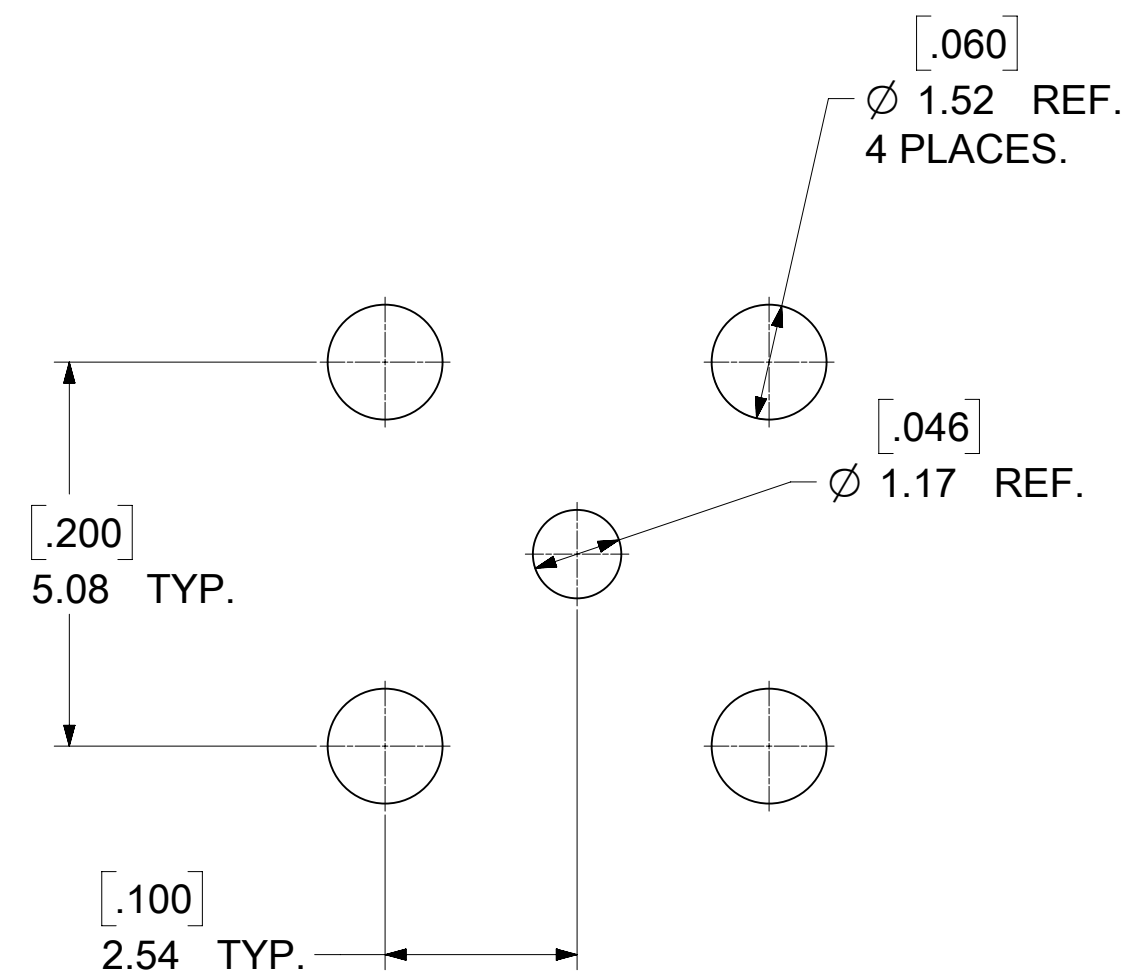 [.060]
∅ 1.52 REF.
4 PLACES.
[.046]
∅ 1.17 REF.
[.200]
5.08 TYP.
[.100]
2.54 TYP.